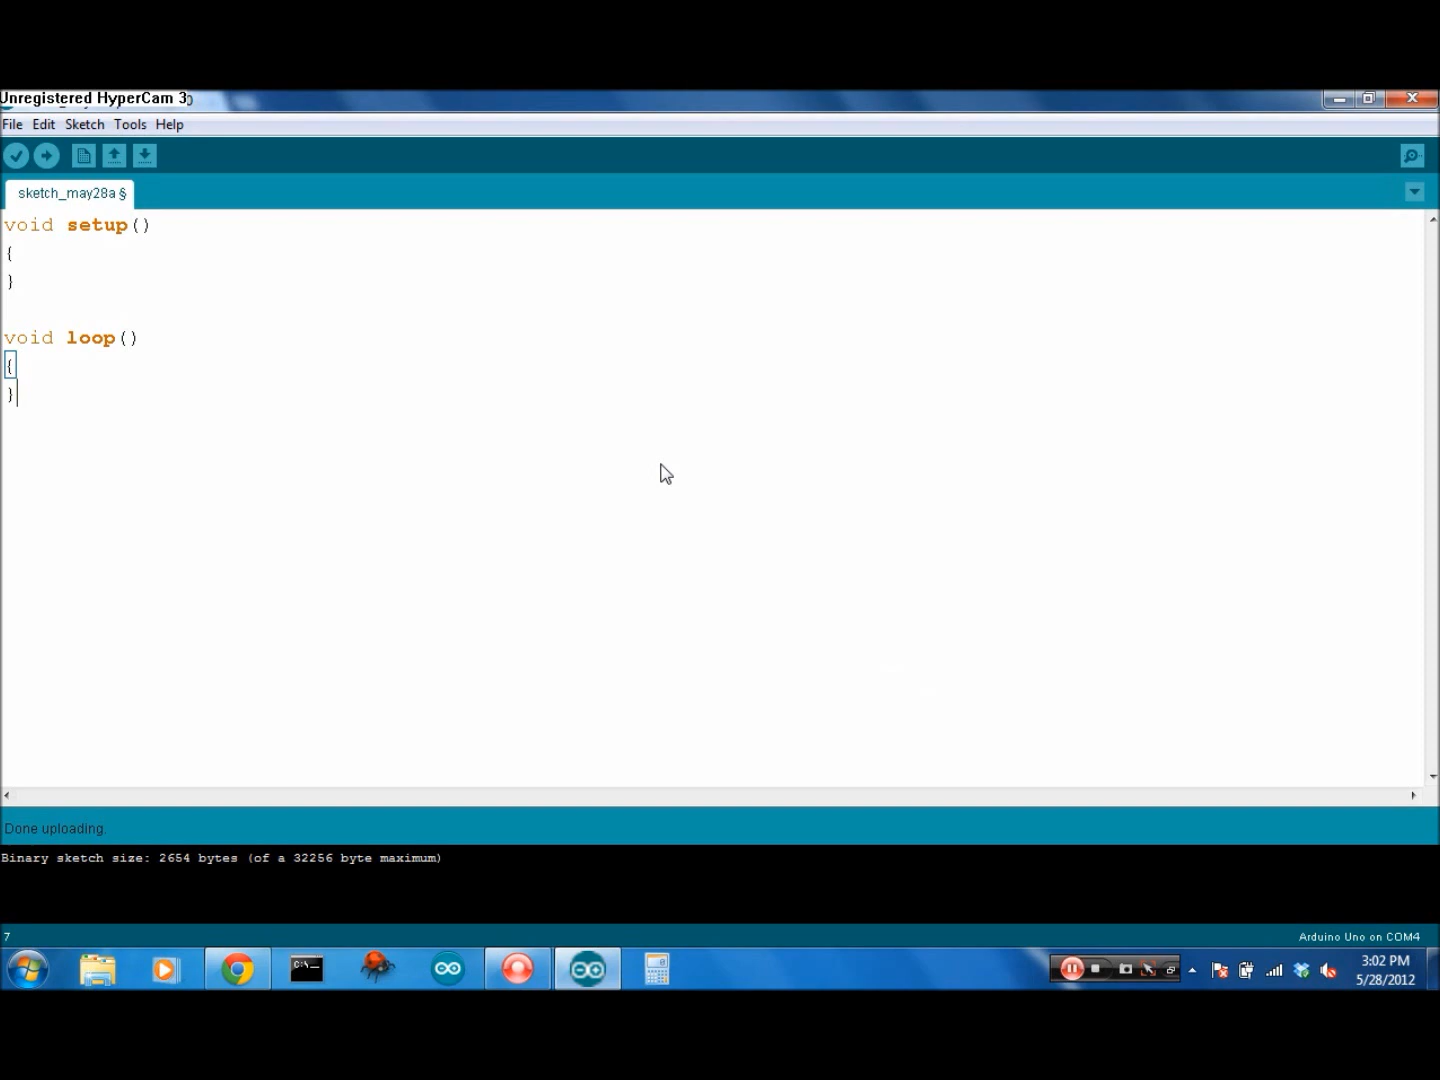 Unregistered HyperCam 3
File Edit Sketch Tools Help
sketch_may28a §
void setup()
{
}
void loop()
{
}
Done uploading.
Binary sketch size: 2654 bytes (of a 32256 byte maximum)
7
Arduino Uno on COM4
C:\
3:02 PM
5/28/2012